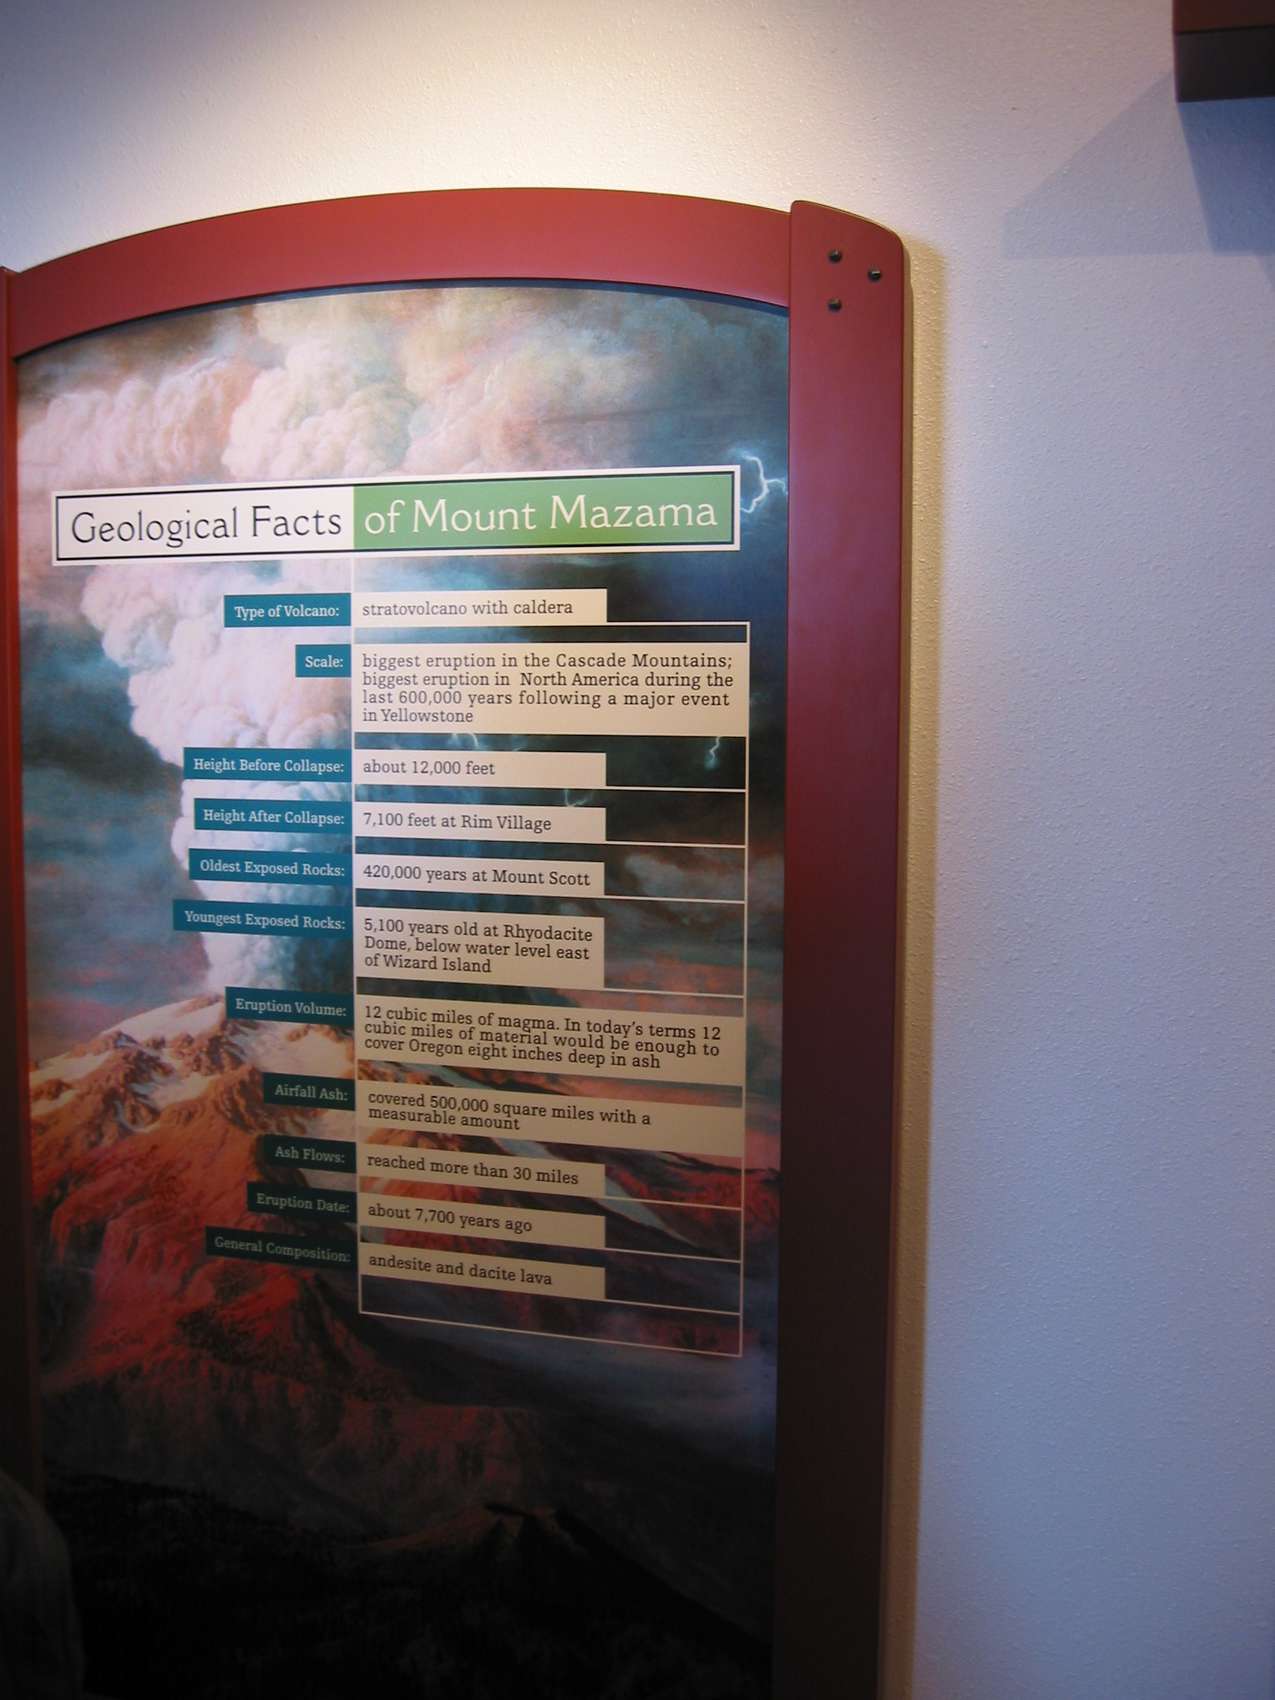 Geological Facts of Mount Mazama
Type of Volcano: stratovolcano with caldera
Scale: biggest eruption in the Cascade Mountains;
biggest eruption in North America during the
last 600,000 years following a major event
in Yellowstone
Height Before Collapse: about 12,000 feet
Height After Collapse: 7,100 feet at Rim Village
Oldest Exposed Rocks: 420,000 years at Mount Scott
Youngest Exposed Rocks: 5,100 years old at Rhyodacite
Dome, below water level east
of Wizard Island
Eruption Volume: 12 cubic miles of magma. In today's terms 12
cubic miles of material would be enough to
cover Oregon eight inches deep in ash
Airfall Ash: covered 500,000 square miles with a
measurable amount
Ash Flows: reached more than 30 miles
Eruption Date: about 7,700 years ago
General Composition: andesite and dacite lava